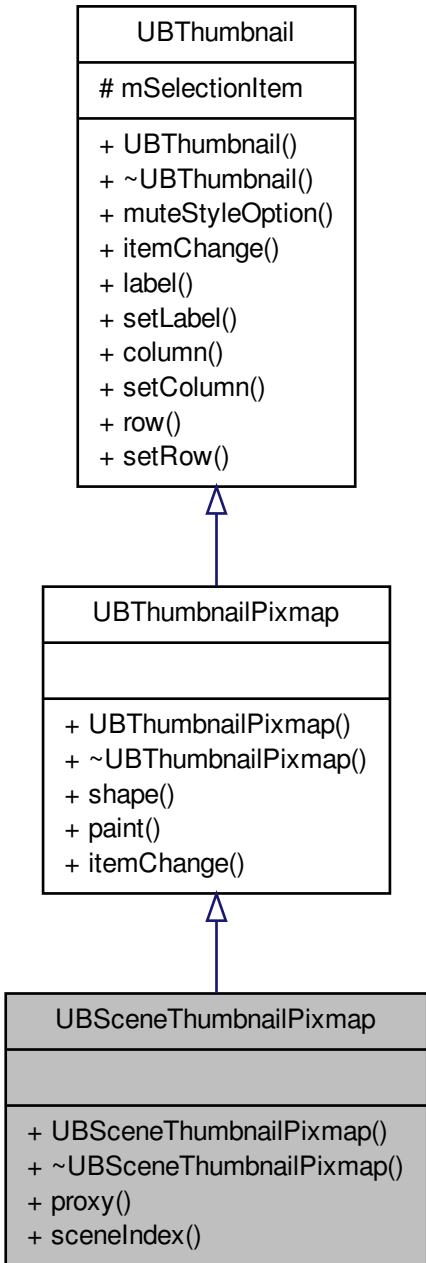 UBThumbnail
# mSelectionItem
+ UBThumbnail()
+ ~UBThumbnail()
+ muteStyleOption()
+ itemChange()
+ label()
+ setLabel()
+ column()
+ setColumn()
+ row()
+ setRow()
UBThumbnailPixmap
+ UBThumbnailPixmap()
+ ~UBThumbnailPixmap()
+ shape()
+ paint()
+ itemChange()
UBSceneThumbnailPixmap
+ UBSceneThumbnailPixmap()
+ ~UBSceneThumbnailPixmap()
+ proxy()
+ sceneIndex()